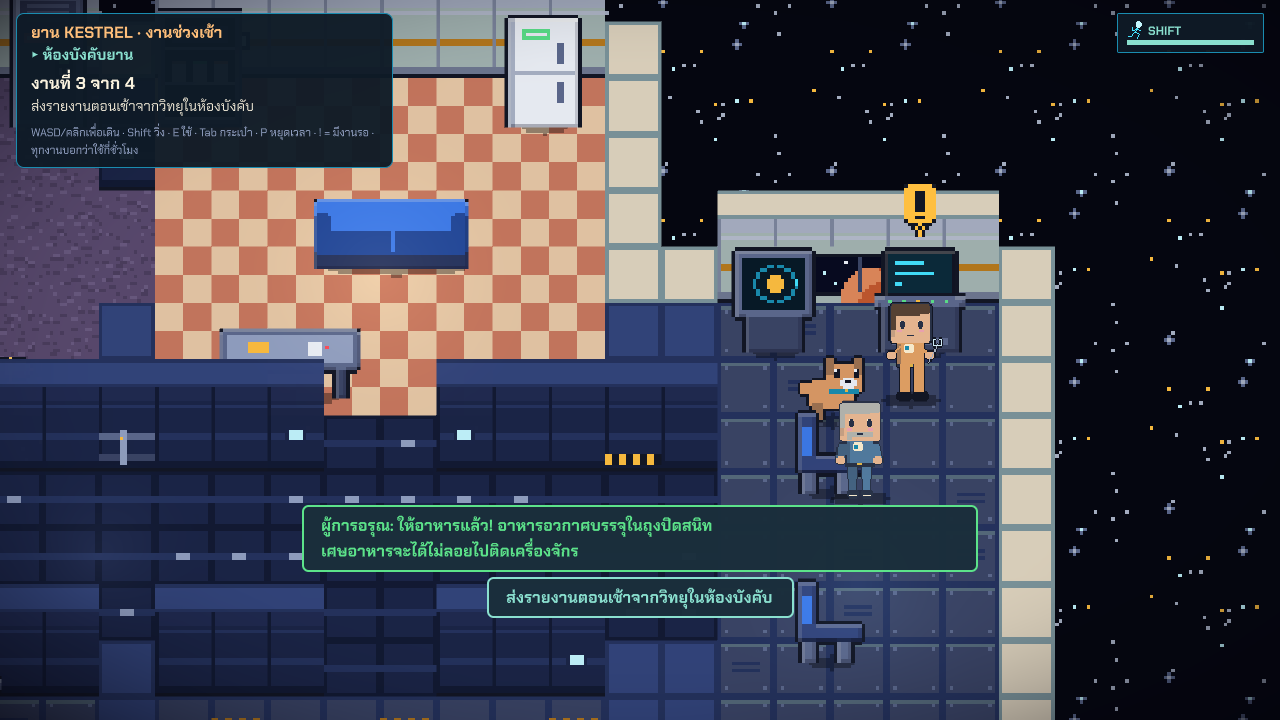 ยาน KESTREL · งานช่วงเช้า
▸ ห้องบังคับยาน
งานที่ 3 จาก 4
ส่งรายงานตอนเช้าจากวิทยุในห้องบังคับ
WASD/คลิกเพื่อเดิน · Shift วิ่ง · E ใช้ · Tab กระเป๋า · P หยุดเวลา · ! = มีงานรอ ·
ทุกงานบอกว่าใช้กี่ชั่วโมง
SHIFT
ผู้การอรุณ: ให้อาหารแล้ว! อาหารอวกาศบรรจุในถุงปิดสนิท
เศษอาหารจะได้ไม่ลอยไปติดเครื่องจักร
ส่งรายงานตอนเช้าจากวิทยุในห้องบังคับ